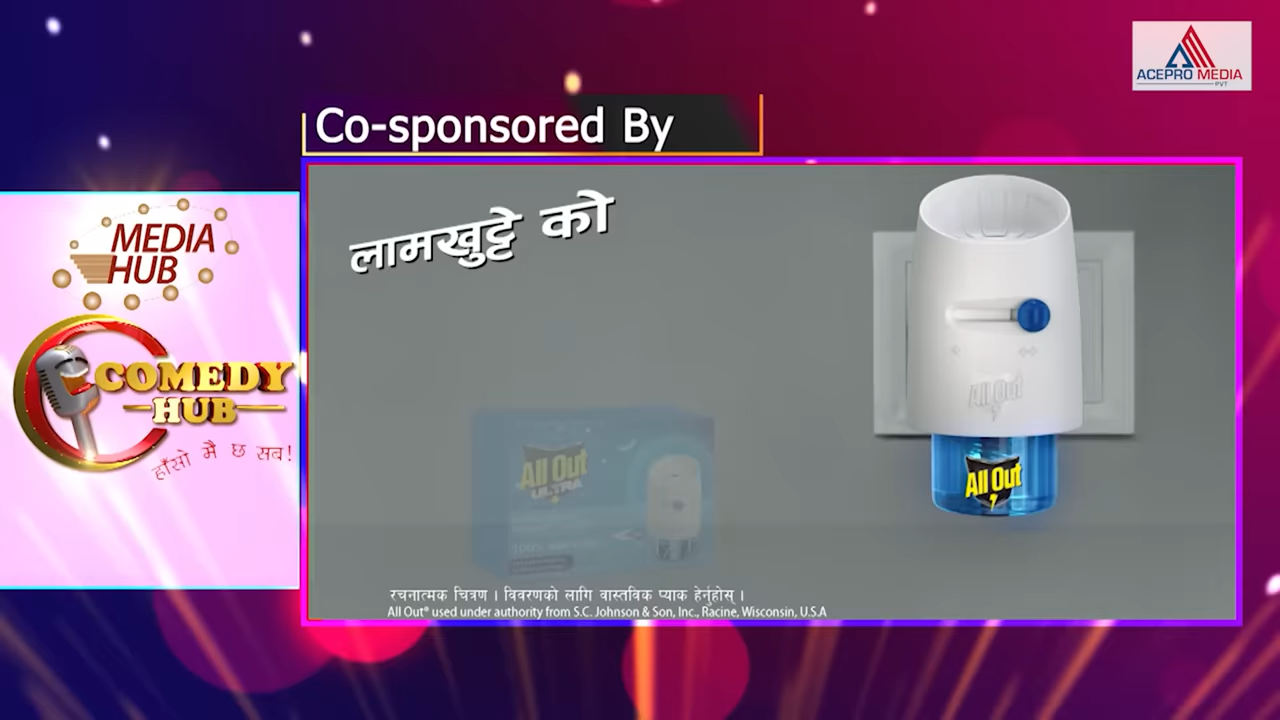 ACEPRO MEDIA
PVT
Co-sponsored By
MEDIA
HUB
COMEDY
HUB
हाँसो मै छ सब!
लामखुट्टे को
All Out
All Out
All Out
ULTRA
रचनात्मक चित्रण । विवरणको लागि वास्तविक प्याक हेर्नुहोस् ।
All Out® used under authority from S.C. Johnson & Son, Inc., Racine, Wisconsin, U.S.A